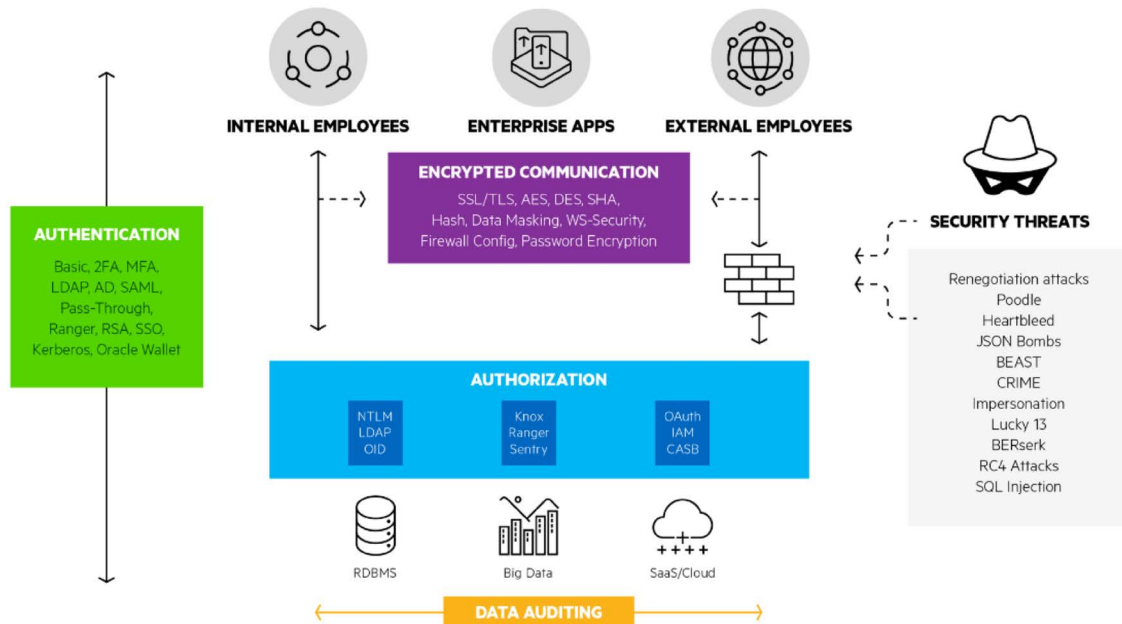 INTERNAL EMPLOYEES
ENTERPRISE APPS
EXTERNAL EMPLOYEES
ENCRYPTED COMMUNICATION
SSL/TLS, AES, DES, SHA,
Hash, Data Masking, WS-Security,
Firewall Config, Password Encryption
AUTHENTICATION
Basic, 2FA, MFA,
LDAP, AD, SAML,
Pass-Through,
Ranger, RSA, SSO,
Kerberos, Oracle Wallet
SECURITY THREATS
Renegotiation attacks
Poodle
Heartbleed
JSON Bombs
BEAST
CRIME
Impersonation
Lucky 13
BERserk
RC4 Attacks
SQL Injection
AUTHORIZATION
NTLM
LDAP
OID
Knox
Ranger
Sentry
OAuth
IAM
CASB
RDBMS
Big Data
SaaS/Cloud
DATA AUDITING